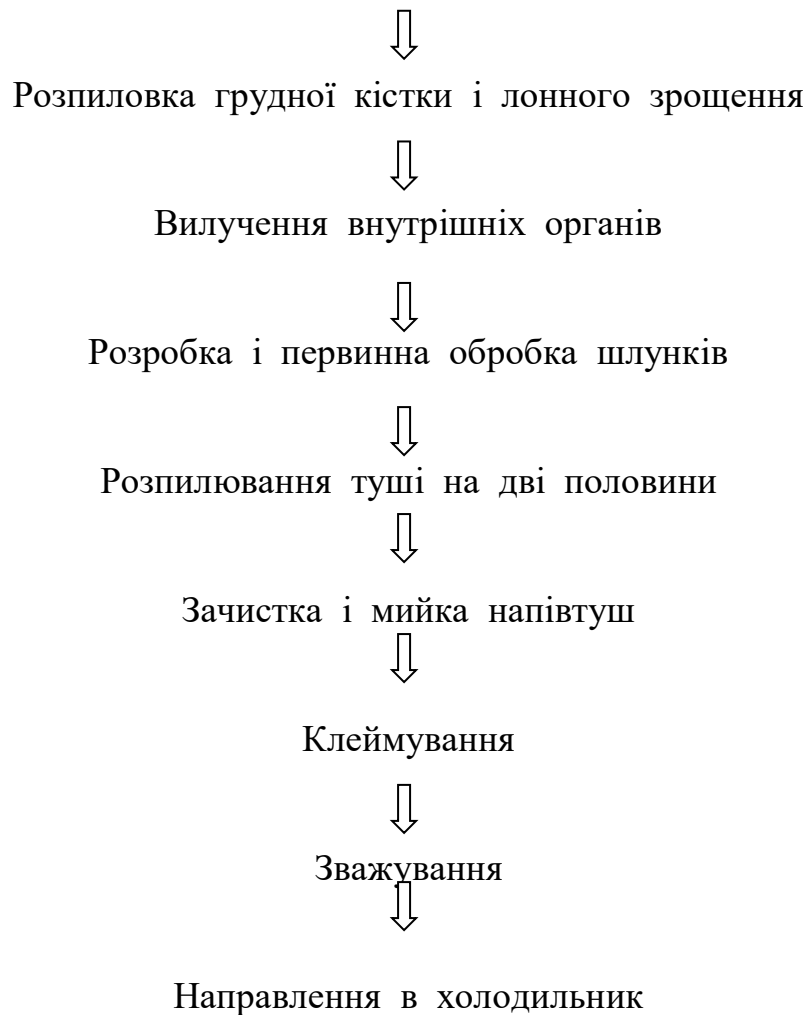 Розпиловка грудної кістки і лонного зрощення
Вилучення внутрішніх органів
Розробка і первинна обробка шлунків
Розпилювання туші на дві половини
Зачистка і мийка напівтуш
Клеймування
Зважування
Направлення в холодильник